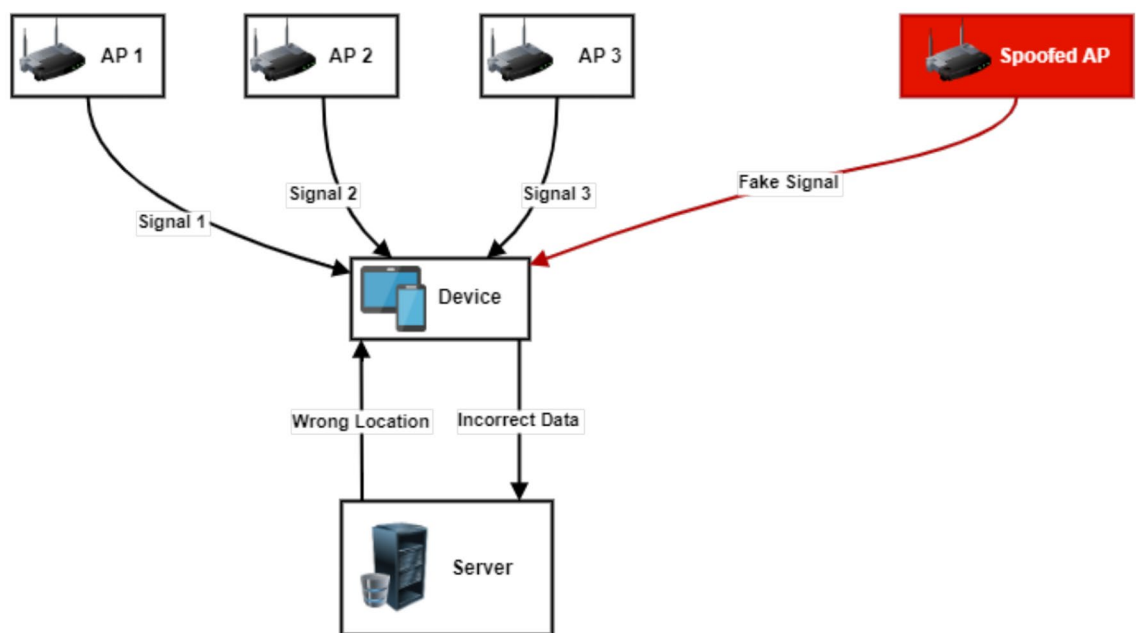 AP 1
AP 2
AP 3
Spoofed AP
Signal 1
Signal 2
Signal 3
Fake Signal
Device
Wrong Location
Incorrect Data
Server